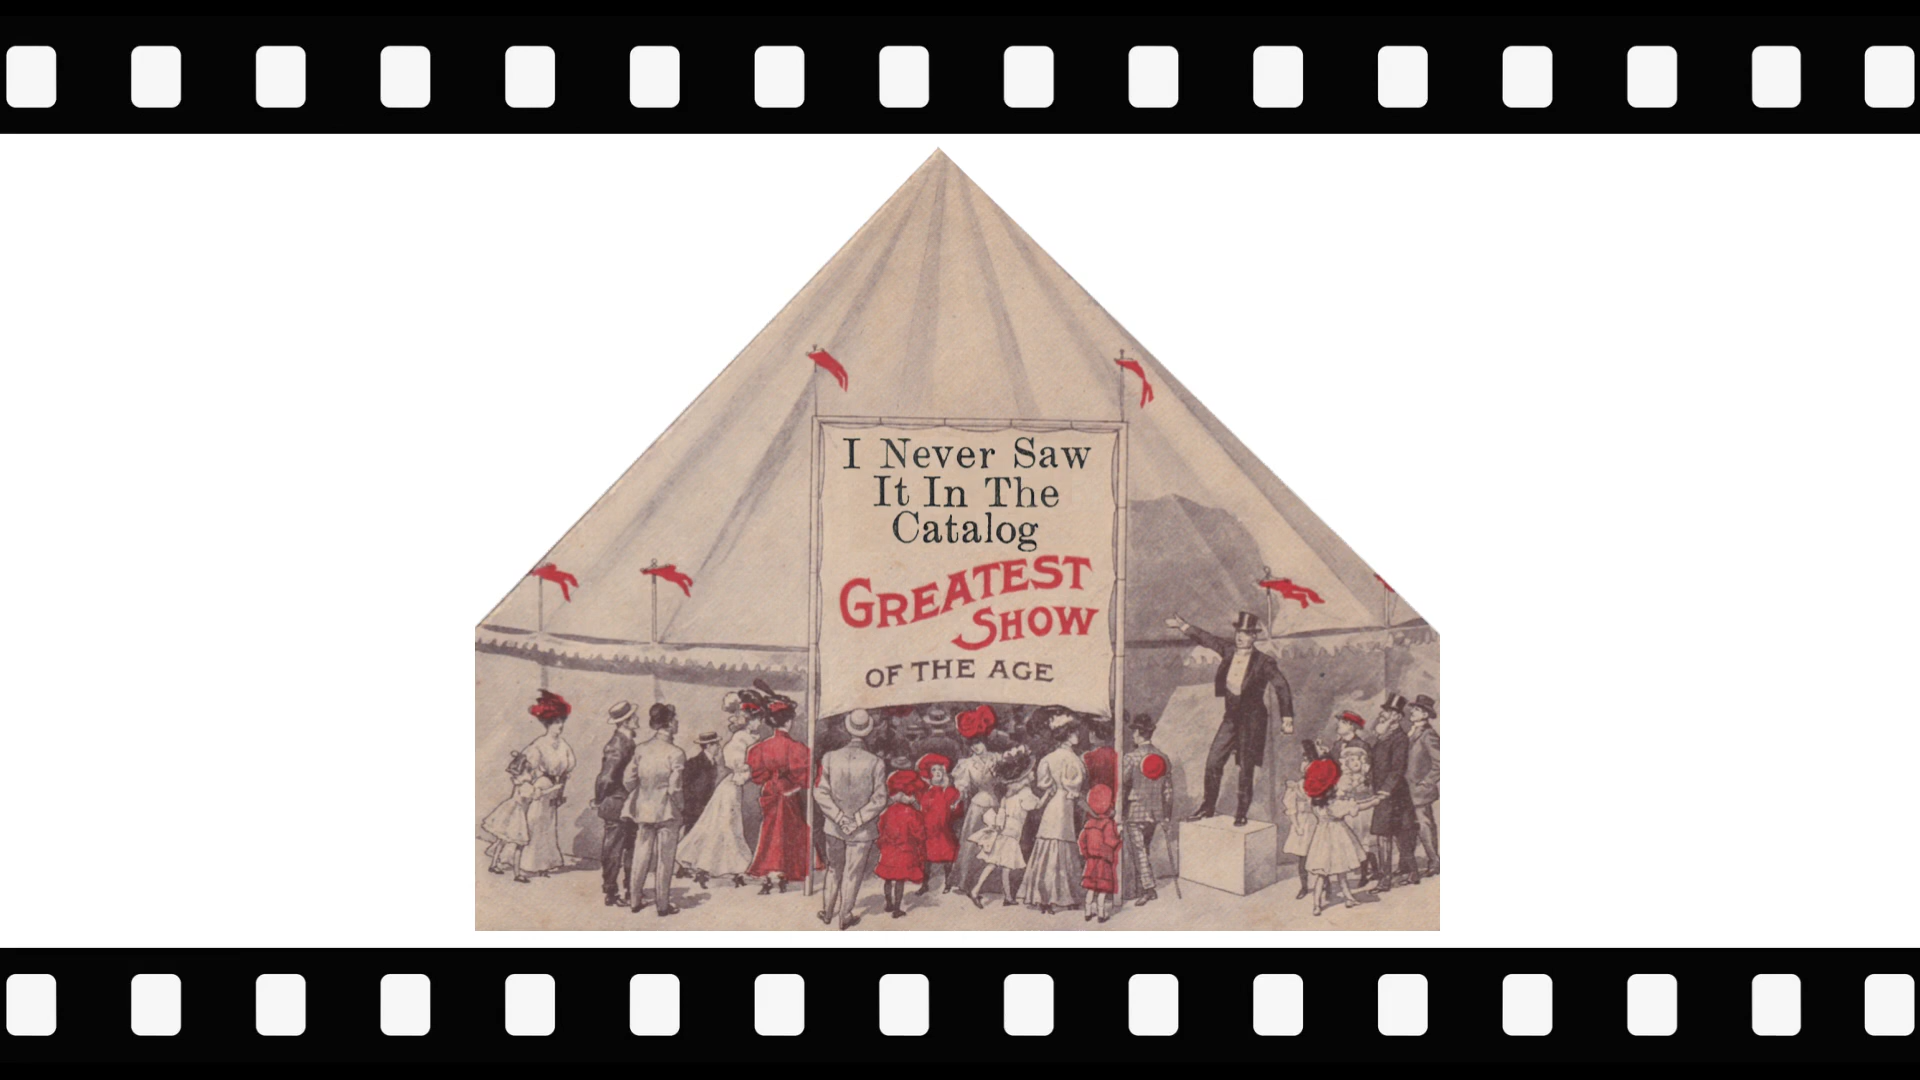 I Never Saw
It In The
Catalog
GREATEST
SHOW
OF THE AGE